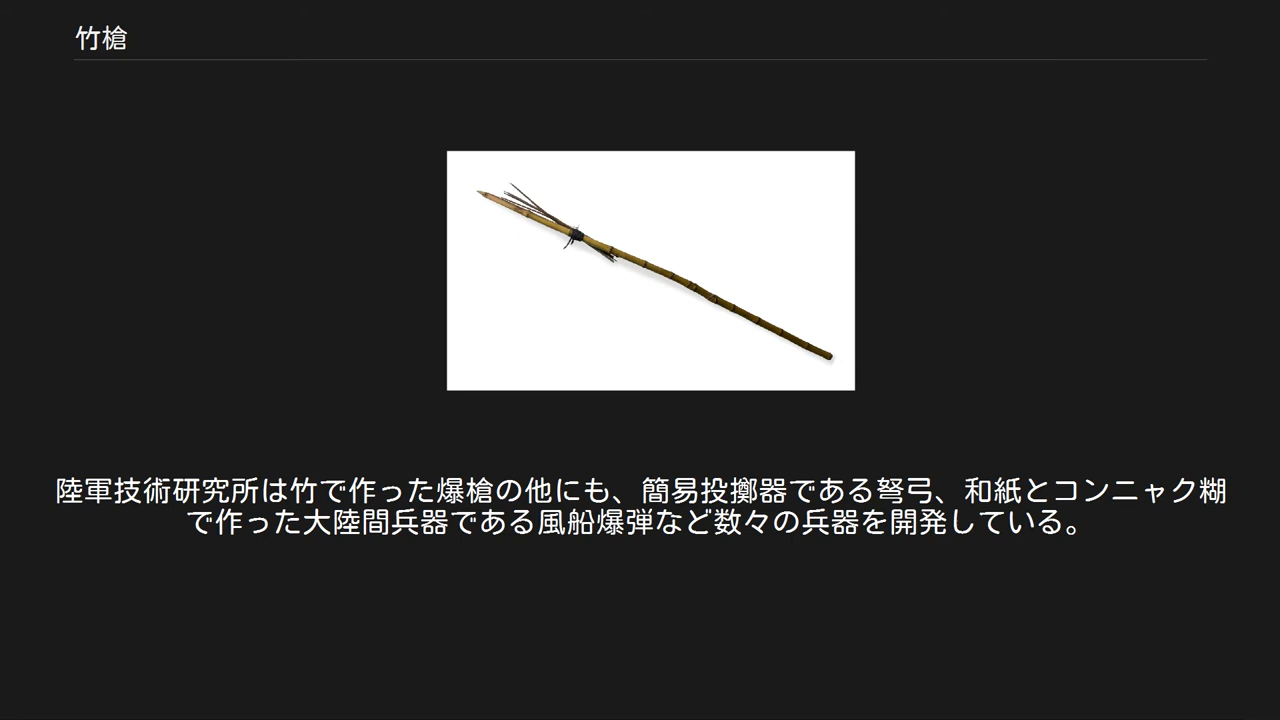 竹槍
陸軍技術研究所は竹で作った爆槍の他にも、簡易投擲器である弩弓、和紙とコンニャク糊
で作った大陸間兵器である風船爆弾など数々の兵器を開発している。